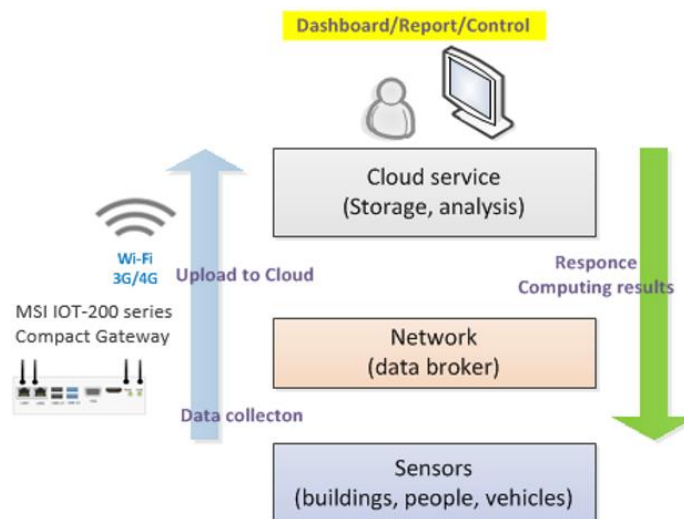 Dashboard/Report/Control
Cloud service
(Storage, analysis)
Wi-Fi
3G/4G
Upload to Cloud
Responce
Computing results
MSI IOT-200 series
Compact Gateway
Network
(data broker)
Data collecton
Sensors
(buildings, people, vehicles)